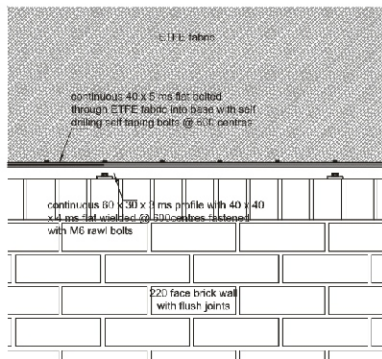 ETFE fabric
continuous 40 x 5 ms flat bolted
through ETFE fabric into base with self
drilling self taping bolts @ 600 centres
continuous 60 x 30 x 3 ms profile with 40 x 40
x 4 ms flat wielded @ 600centres fastened
with M6 rawl bolts
220 face brick wall
with flush joints